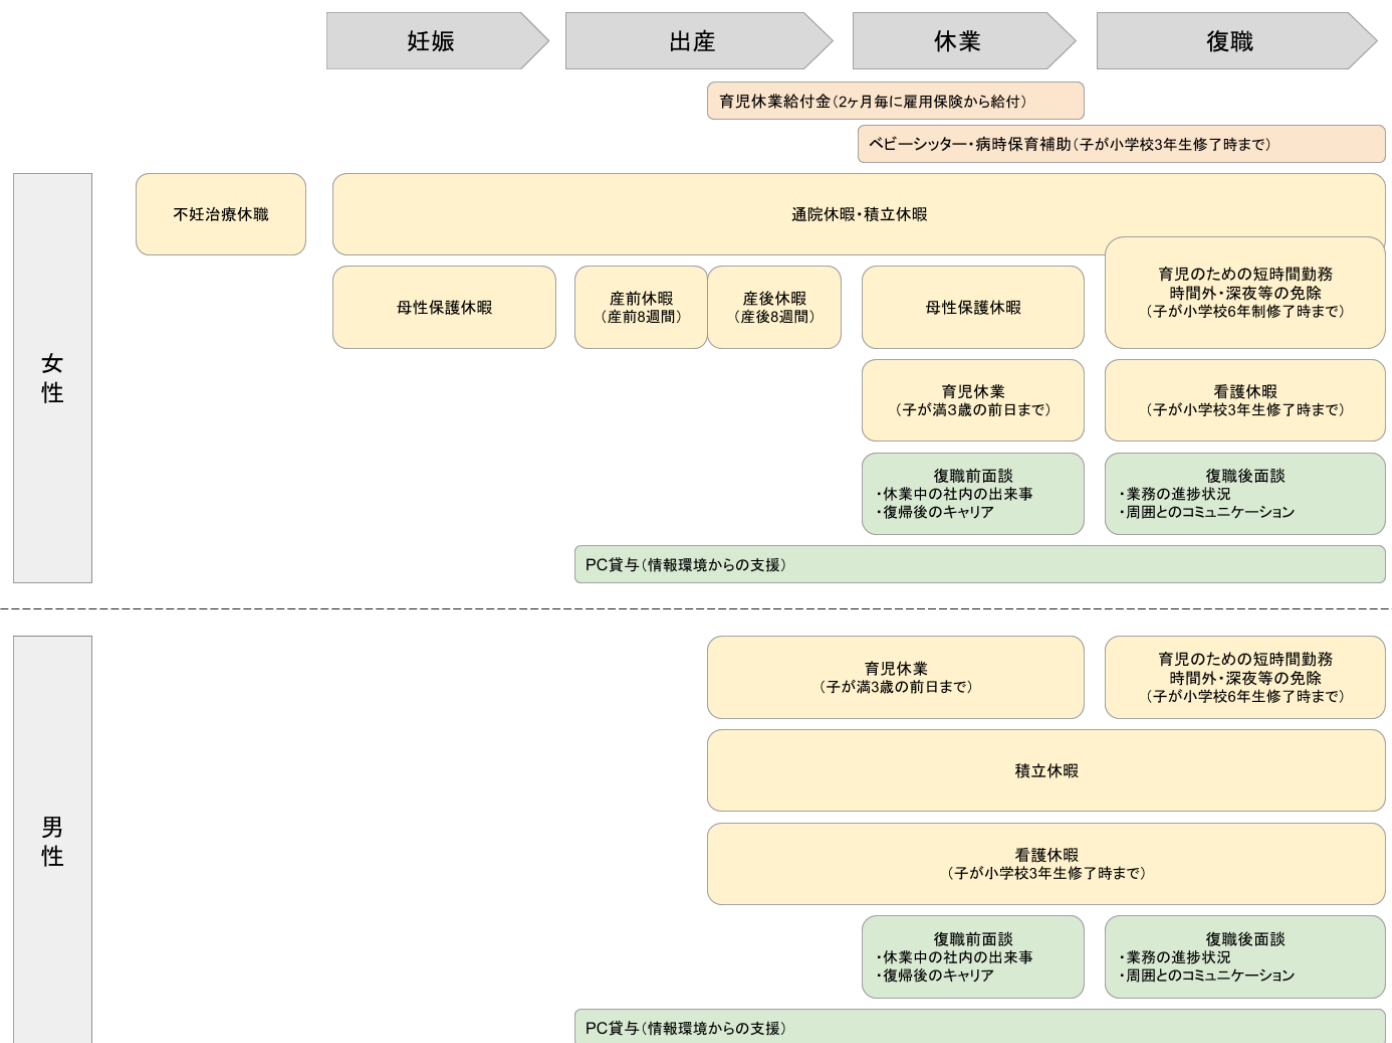 妊娠
出産
休業
復職
育児休業給付金(2ヶ月毎に雇用保険から給付)
ベビーシッター・病時保育補助(子が小学校3年生修了時まで)
女性
不妊治療休職
通院休暇・積立休暇
母性保護休暇
産前休暇
(産前8週間)
産後休暇
(産後8週間)
母性保護休暇
育児のための短時間勤務
時間外・深夜等の免除
(子が小学校6年制修了時まで)
育児休業
(子が満3歳の前日まで)
看護休暇
(子が小学校3年生修了時まで)
復職前面談
・休業中の社内の出来事
・復帰後のキャリア
復職後面談
・業務の進捗状況
・周囲とのコミュニケーション
PC貸与(情報環境からの支援)
男性
育児休業
(子が満3歳の前日まで)
育児のための短時間勤務
時間外・深夜等の免除
(子が小学校6年生修了時まで)
積立休暇
看護休暇
(子が小学校3年生修了時まで)
復職前面談
・休業中の社内の出来事
・復帰後のキャリア
復職後面談
・業務の進捗状況
・周囲とのコミュニケーション
PC貸与(情報環境からの支援)